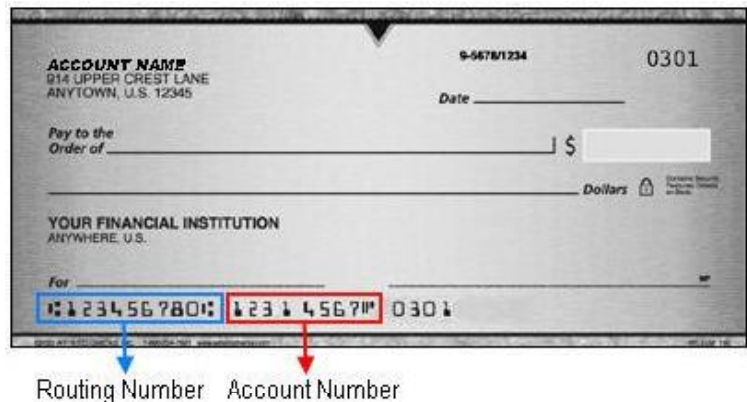 ACCOUNT NAME 9-5678/1234 0301
914 UPPER CREST LANE
ANYTOWN, U.S. 12345
Date
Pay to the
Order of $
Dollars
YOUR FINANCIAL INSTITUTION
ANYWHERE, U.S.
For MP
⑆123456780⑆ 1231 4567⑈ 0301
Routing Number Account Number